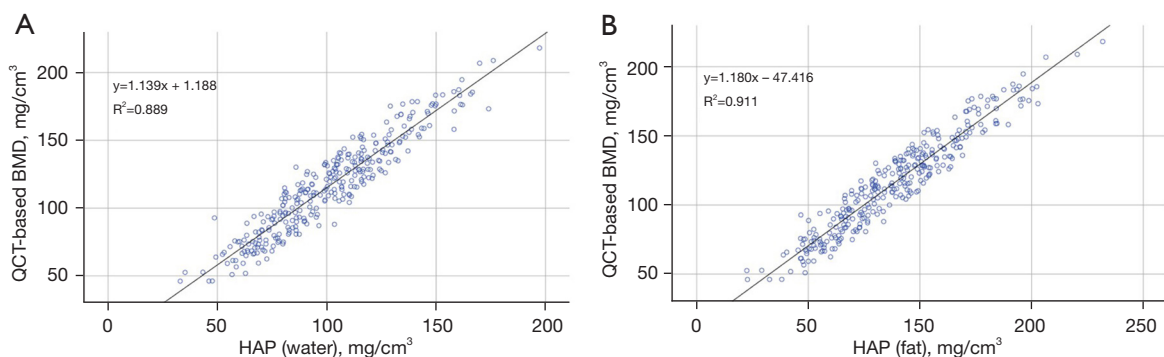 A
QCT-based BMD, mg/cm³
200
150
100
50
y=1.139x + 1.188
R²=0.889
0 50 100 150 200
HAP (water), mg/cm³
B
QCT-based BMD, mg/cm³
200
150
100
50
y=1.180x – 47.416
R²=0.911
0 50 100 150 200 250
HAP (fat), mg/cm³